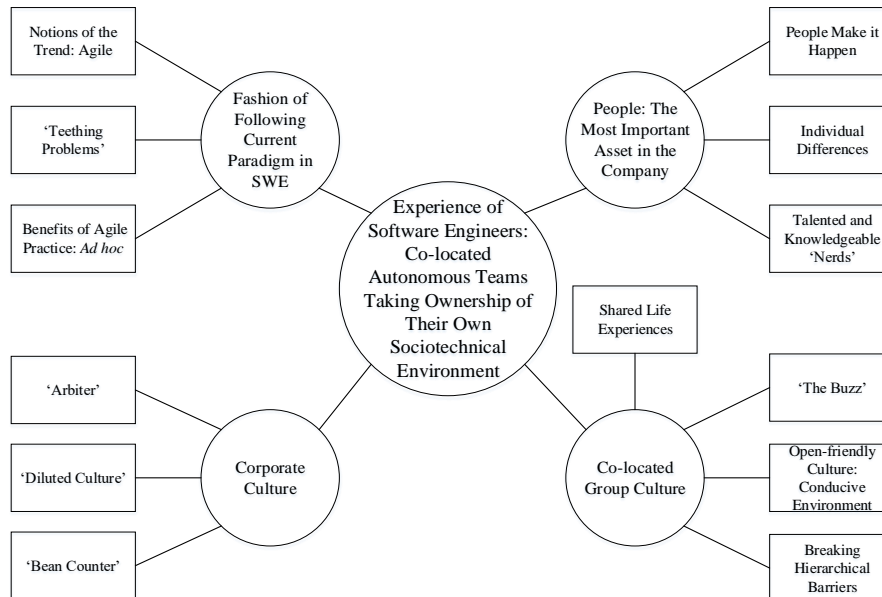 Notions of the
Trend: Agile
‘Teething
Problems’
Benefits of Agile
Practice: Ad hoc
Fashion of
Following
Current
Paradigm in
SWE
People: The
Most Important
Asset in the
Company
People Make it
Happen
Individual
Differences
Talented and
Knowledgeable
‘Nerds’
Experience of
Software Engineers:
Co-located
Autonomous Teams
Taking Ownership of
Their Own
Sociotechnical
Environment
Shared Life
Experiences
‘Arbiter’
‘Diluted Culture’
‘Bean Counter’
Corporate
Culture
Co-located
Group Culture
‘The Buzz’
Open-friendly
Culture:
Conducive
Environment
Breaking
Hierarchical
Barriers